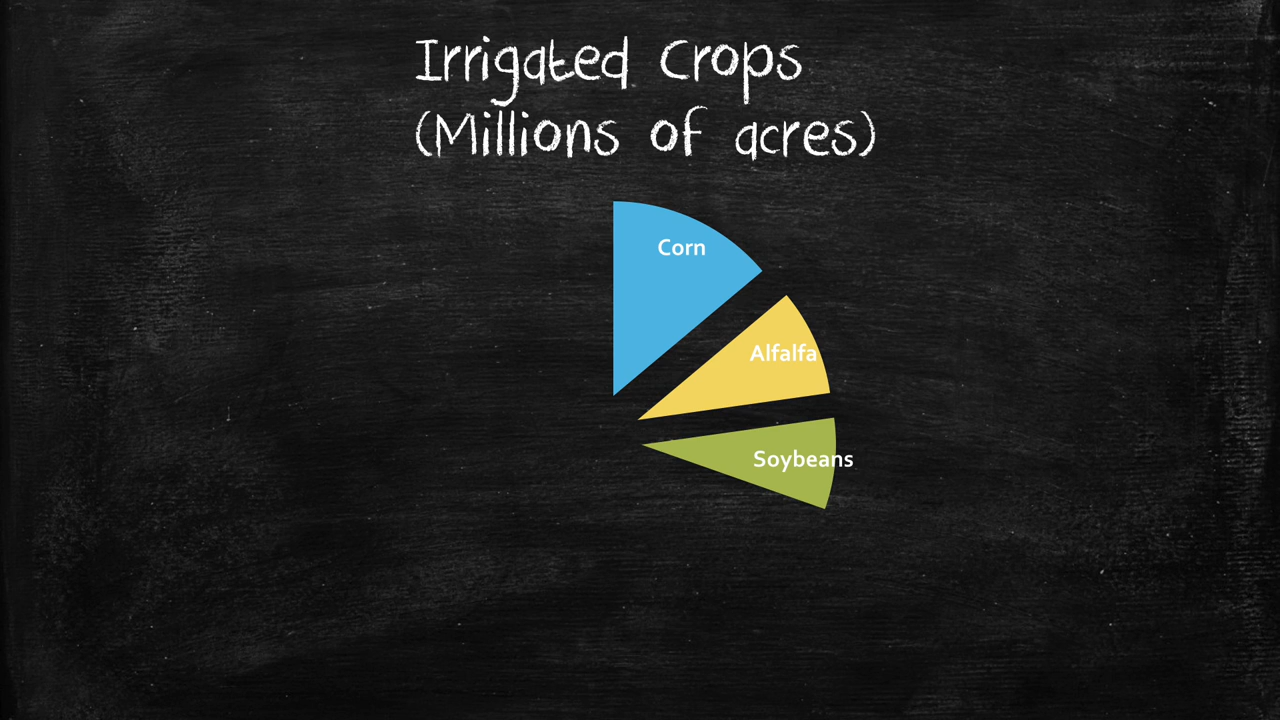 Irrigated Crops
(Millions of acres)
Corn
Alfalfa
Soybeans